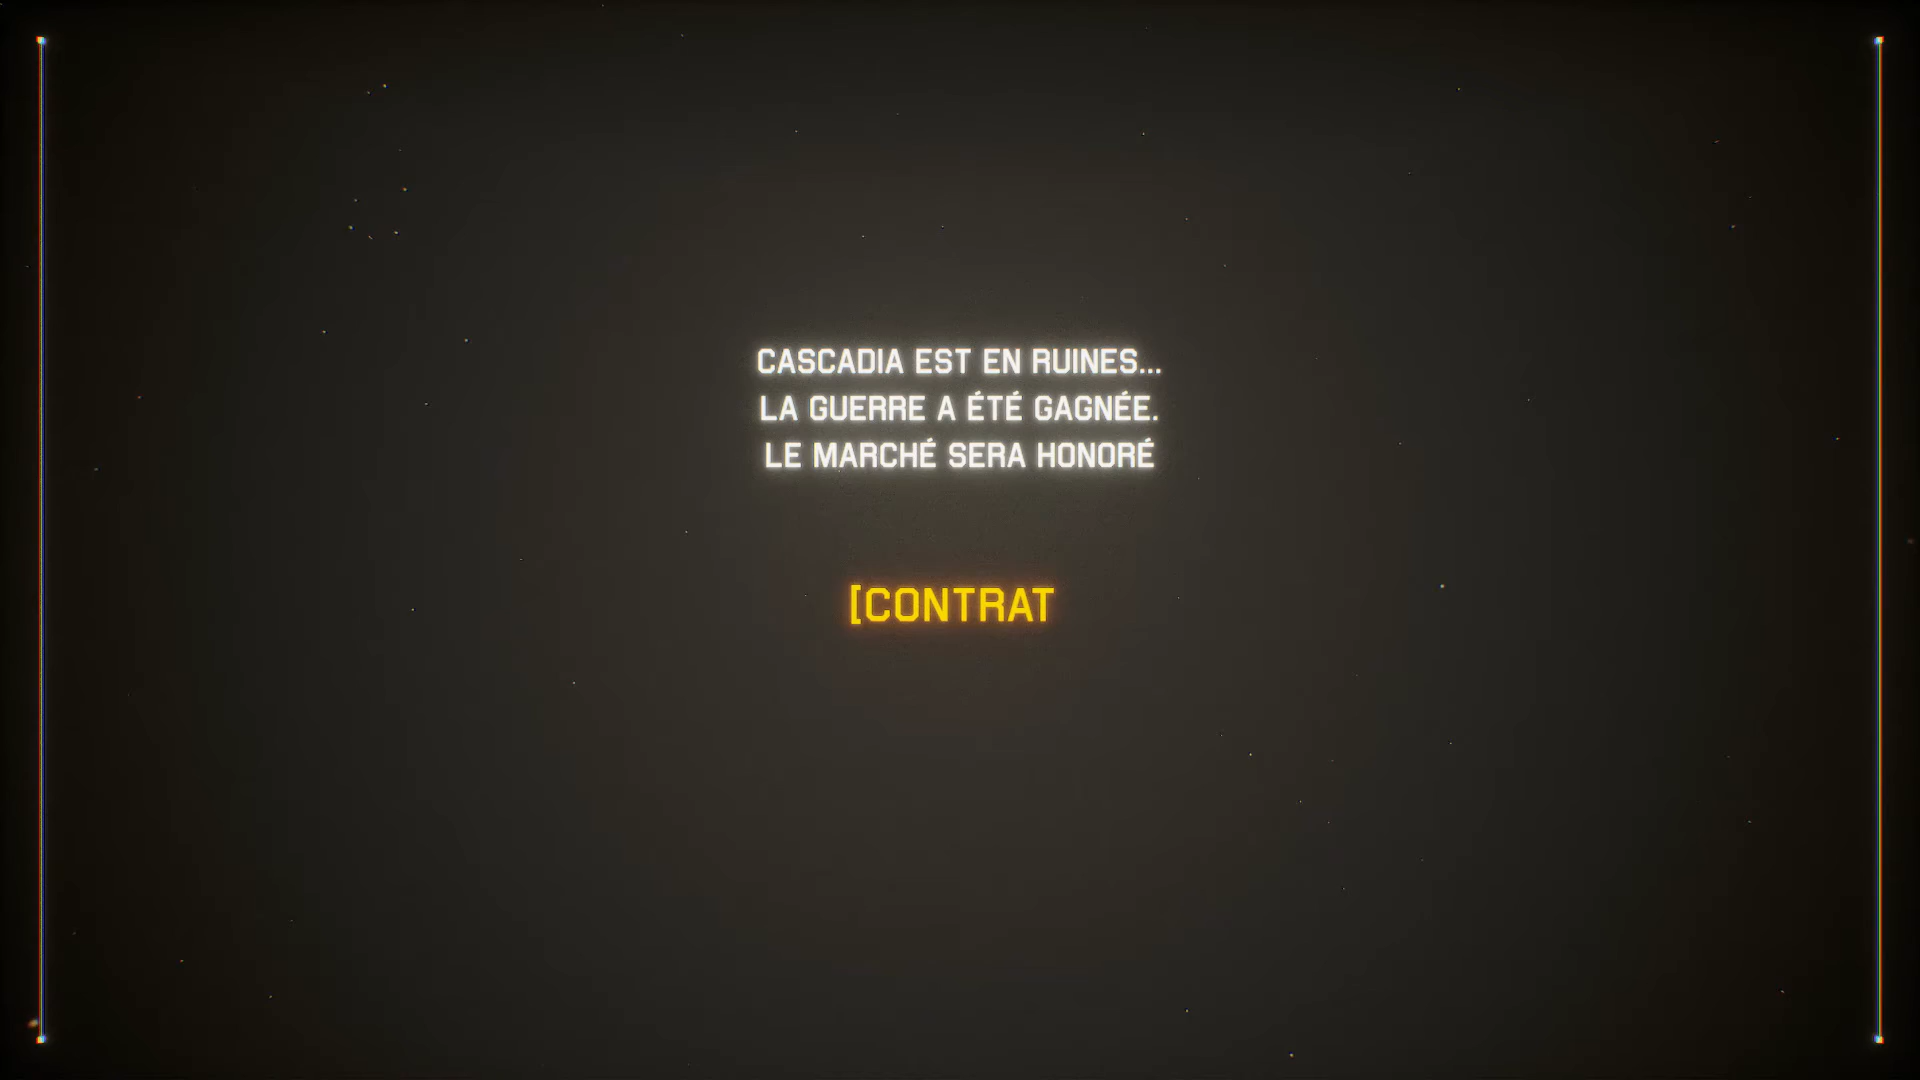 CASCADIA EST EN RUINES...
LA GUERRE A ÉTÉ GAGNÉE.
LE MARCHÉ SERA HONORÉ
[CONTRAT